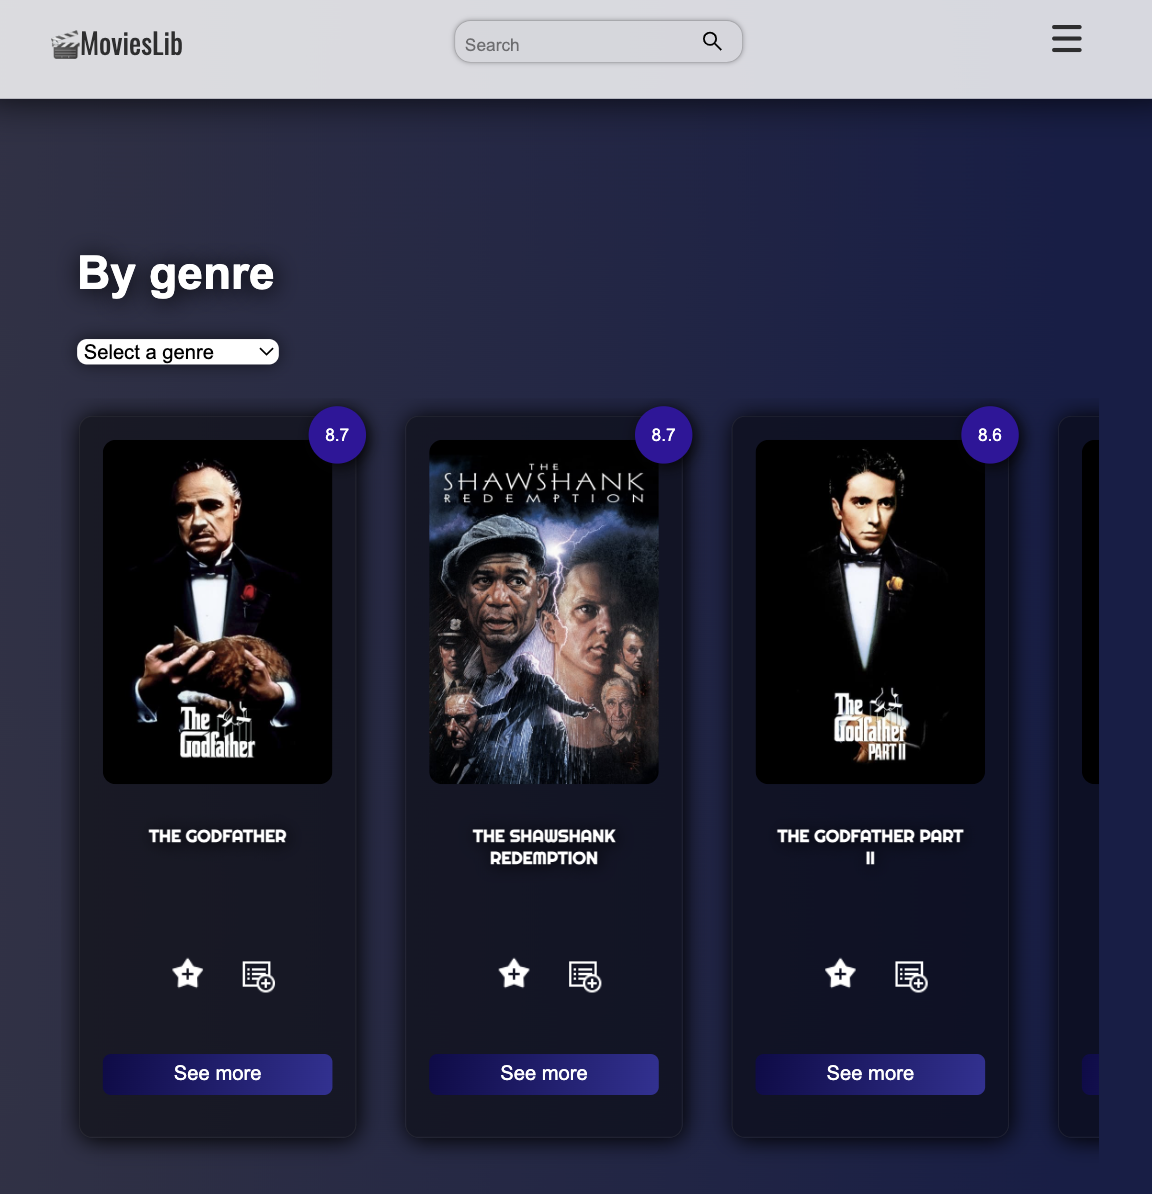 MoviesLib
Search
By genre
Select a genre
8.7
8.7
8.6
The
Godfather
THE
SHAWSHANK
REDEMPTION
The
Godfather
PART II
THE GODFATHER
THE SHAWSHANK
REDEMPTION
THE GODFATHER PART
II
See more
See more
See more